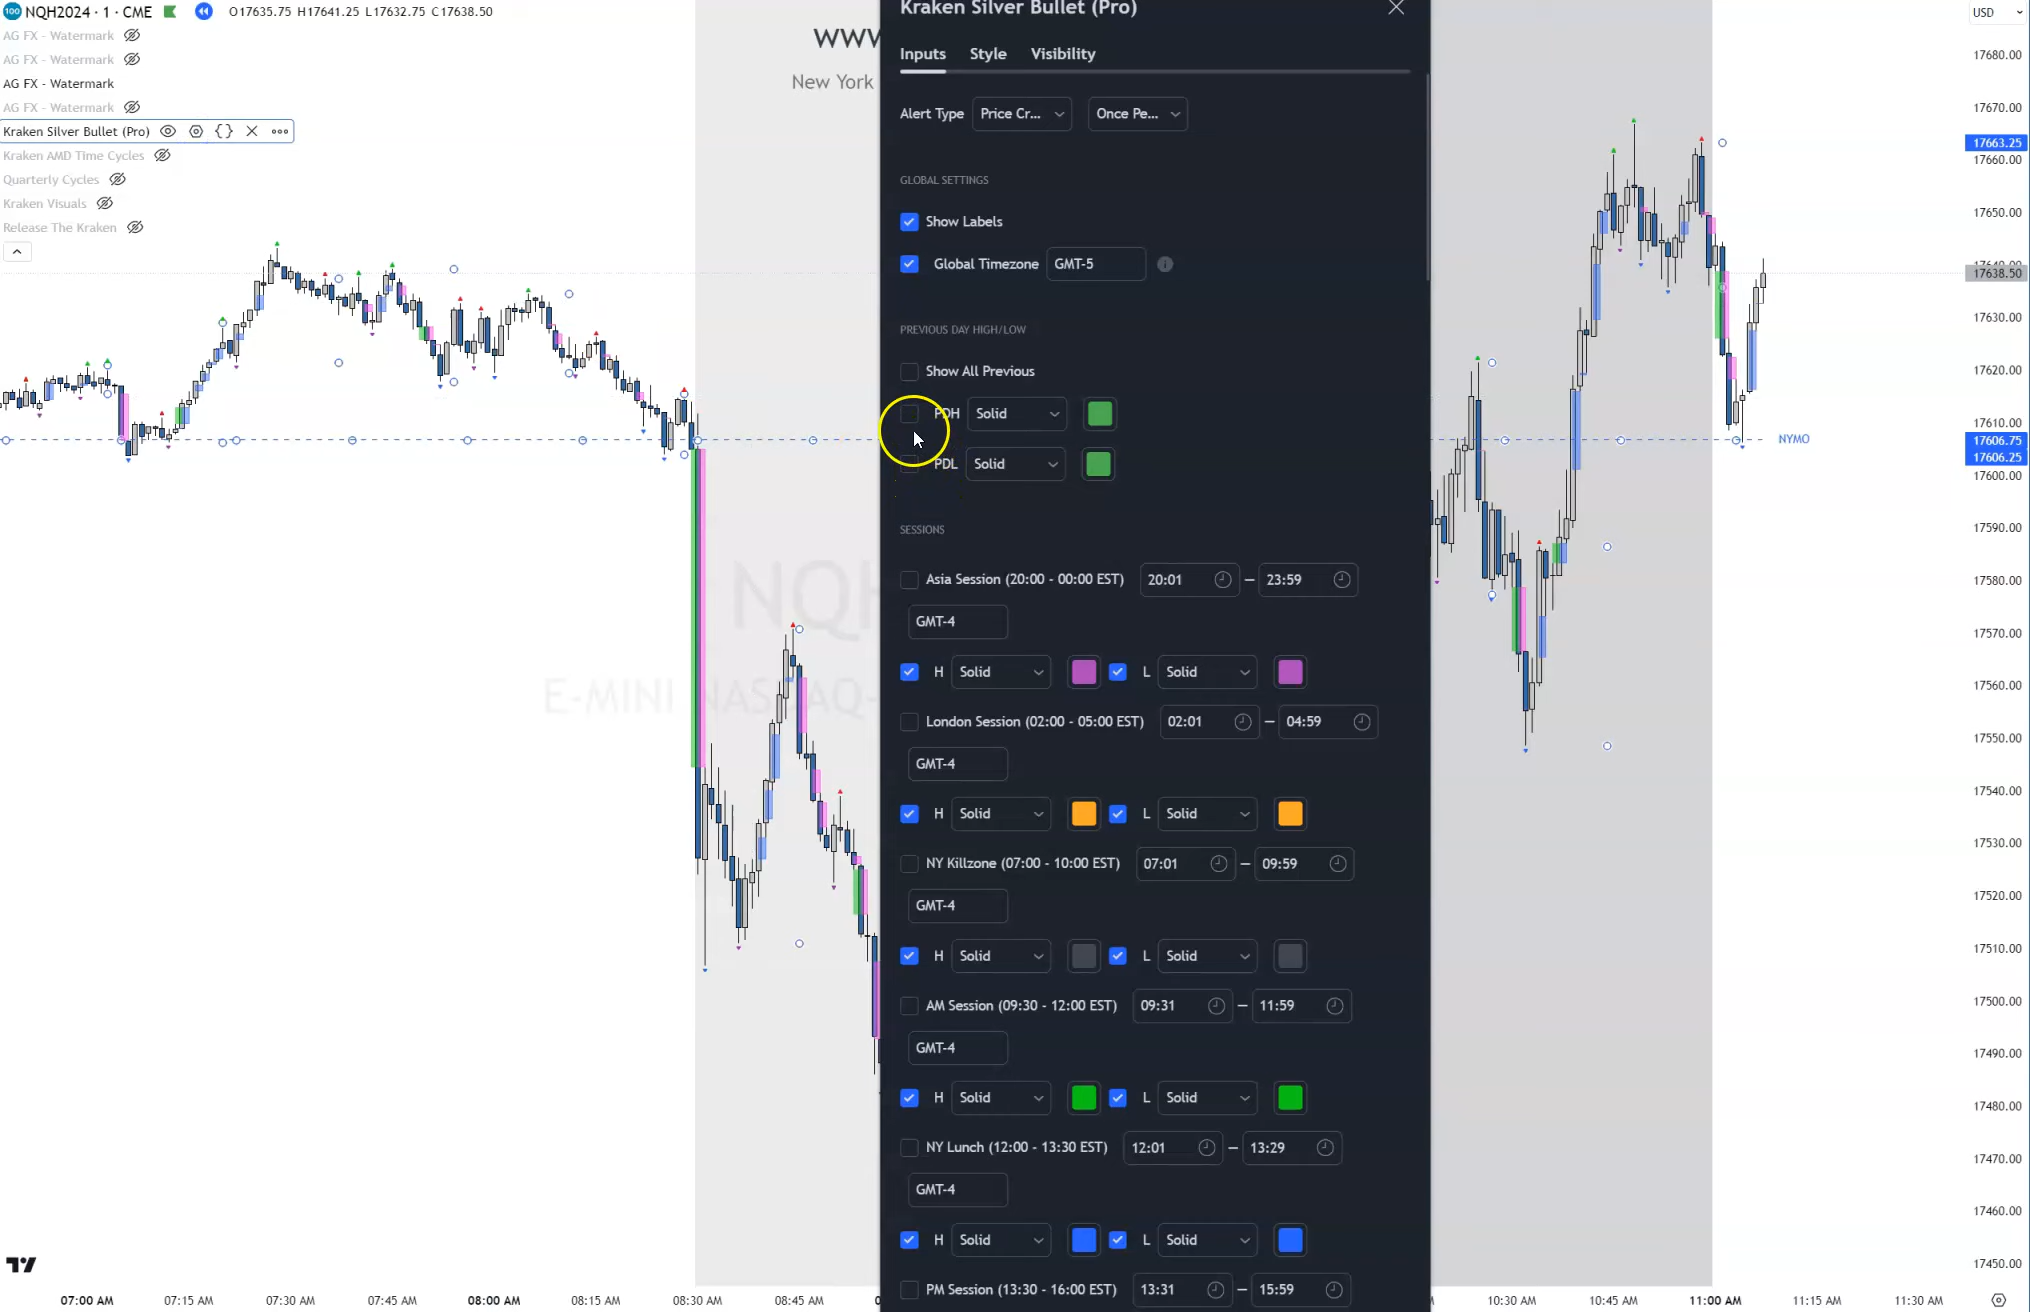 NQH2024 · 1 · CME O17635.75 H17641.25 L17632.75 C17638.50
AG FX - Watermark
AG FX - Watermark
AG FX - Watermark
AG FX - Watermark
Kraken Silver Bullet (Pro)
Kraken AMD Time Cycles
Quarterly Cycles
Kraken Visuals
Release The Kraken
New York
E-MINI NASDAQ-
Kraken Silver Bullet (Pro)
Inputs Style Visibility
Alert Type Price Cr... Once Pe...
GLOBAL SETTINGS
Show Labels
Global Timezone GMT-5
PREVIOUS DAY HIGH/LOW
Show All Previous
PDH Solid
PDL Solid
SESSIONS
Asia Session (20:00 - 00:00 EST) 20:01 — 23:59
GMT-4
H Solid L Solid
London Session (02:00 - 05:00 EST) 02:01 — 04:59
GMT-4
H Solid L Solid
NY Killzone (07:00 - 10:00 EST) 07:01 — 09:59
GMT-4
H Solid L Solid
AM Session (09:30 - 12:00 EST) 09:31 — 11:59
GMT-4
H Solid L Solid
NY Lunch (12:00 - 13:30 EST) 12:01 — 13:29
GMT-4
H Solid L Solid
PM Session (13:30 - 16:00 EST) 13:31 — 15:59
NYMO
USD
17680.00
17670.00
17663.25
17660.00
17650.00
17638.50
17630.00
17620.00
17610.00
17606.75
17606.25
17600.00
17590.00
17580.00
17570.00
17560.00
17550.00
17540.00
17530.00
17520.00
17510.00
17500.00
17490.00
17480.00
17470.00
17460.00
17450.00
07:00 AM 07:15 AM 07:30 AM 07:45 AM 08:00 AM 08:15 AM 08:30 AM 08:45 AM 10:30 AM 10:45 AM 11:00 AM 11:15 AM 11:30 AM